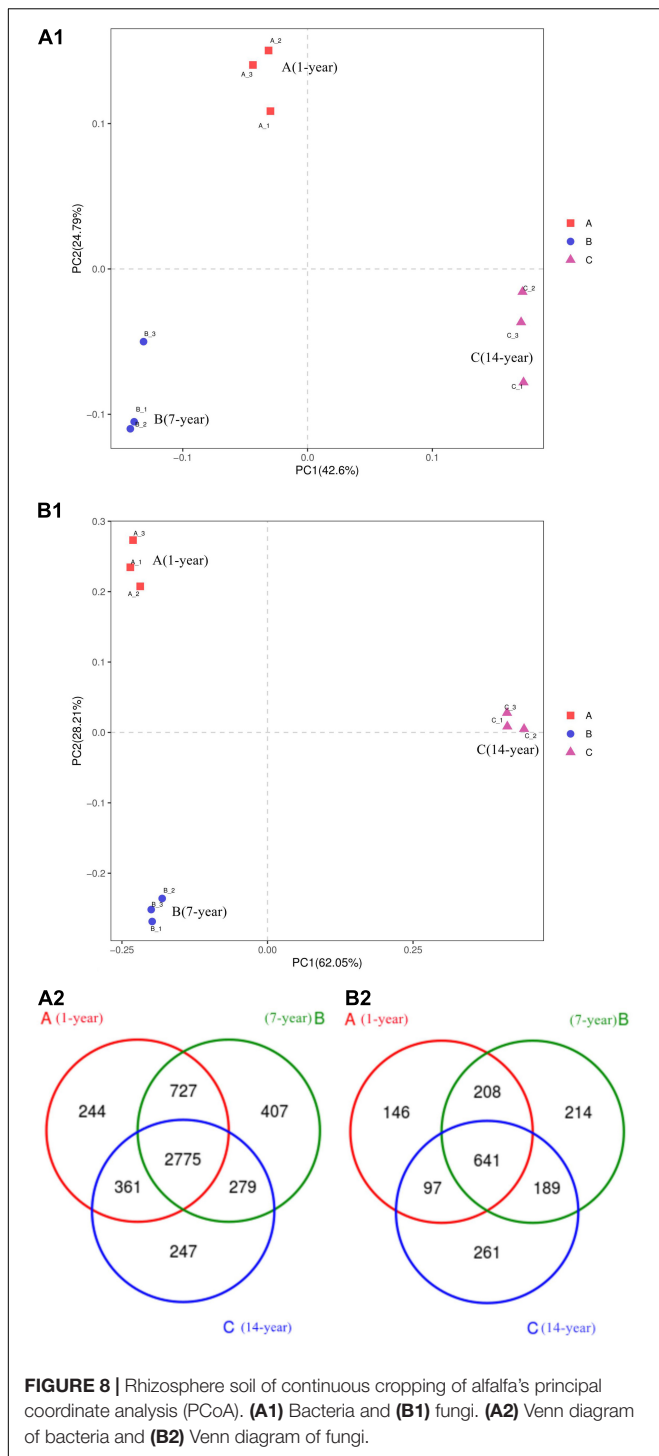 A1
A_2
A_3
A(1-year)
A_1
0.1
PC2(24.79%)
0.0
A
B
C
C_2
C_3
C(14-year)
C_1
B_3
B_1
B(7-year)
B_2
−0.1
−0.1
0.0
0.1
PC1(42.6%)
B1
0.3
A_3
A_1
A(1-year)
A_2
0.2
0.1
PC2(28.21%)
0.0
C_3
C_1
C_2
C(14-year)
A
B
C
−0.1
−0.2
B_2
B_3
B(7-year)
B_1
−0.25
0.00
0.25
PC1(62.05%)
A2
A (1-year)
(7-year) B
727
244
407
2775
361
279
247
C (14-year)
B2
A (1-year)
(7-year)B
208
146
214
641
97
189
261
C (14-year)
FIGURE 8 | Rhizosphere soil of continuous cropping of alfalfa's principal
coordinate analysis (PCoA). (A1) Bacteria and (B1) fungi. (A2) Venn diagram
of bacteria and (B2) Venn diagram of fungi.